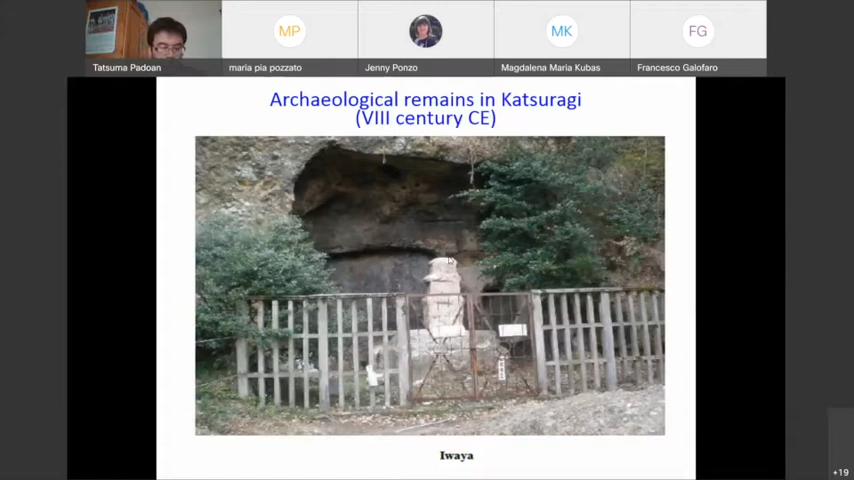 MP
MK
FG
Tatsuma Padoan
maria pia pozzato
Jenny Ponzo
Magdalena Maria Kubas
Francesco Galofaro
Archaeological remains in Katsuragi
(VIII century CE)
Iwaya
+19